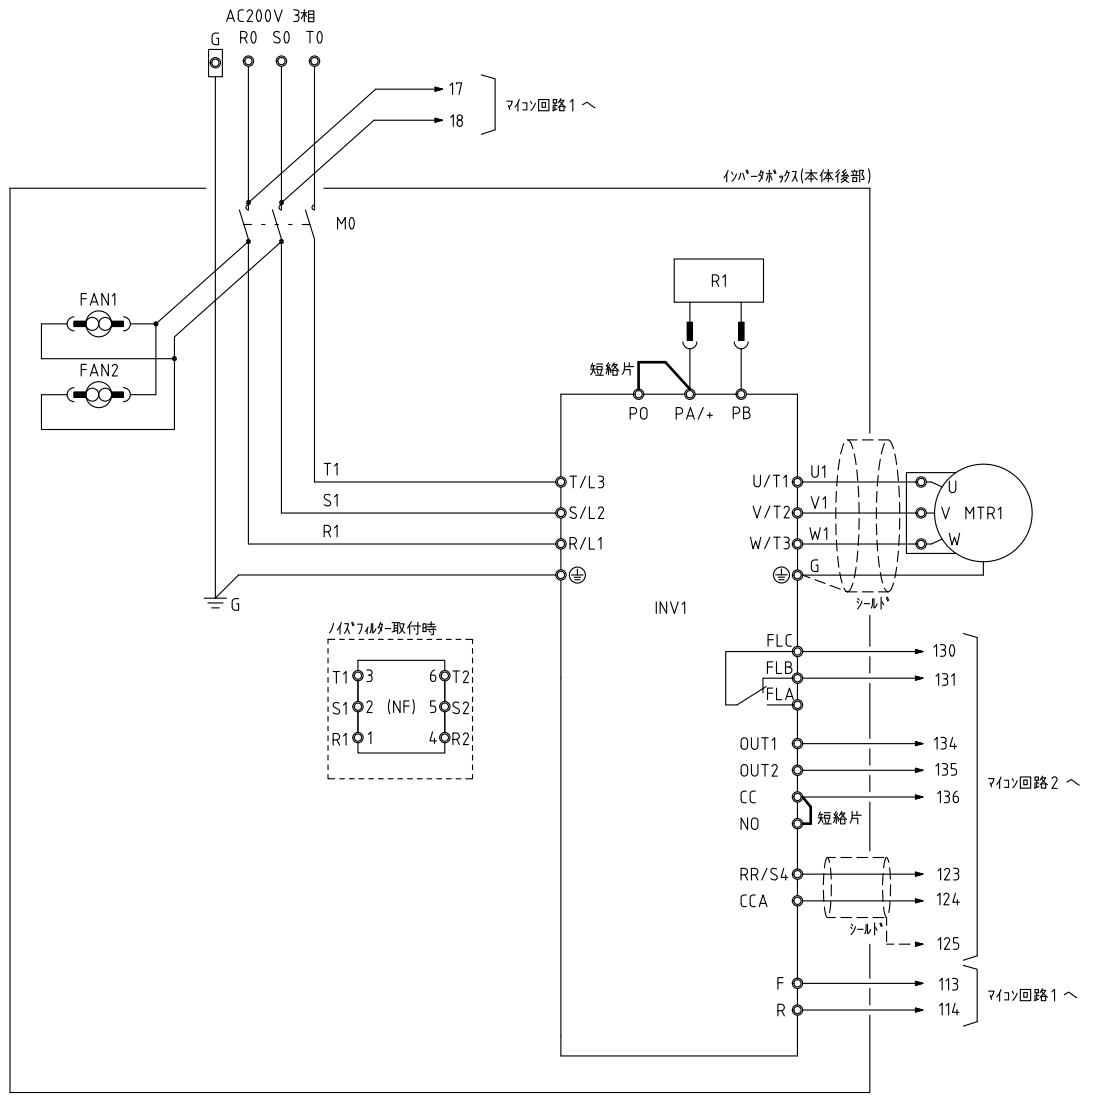 AC200V 3相
G R0 S0 T0
17
18
ﾏｲｺﾝ回路1 へ
ｲﾝﾊﾞｰﾀﾎﾞｯｸｽ(本体後部)
M0
R1
FAN1
FAN2
短絡片
PO PA/+ PB
T1
S1
R1
T/L3
S/L2
R/L1
G
INV1
U/T1
V/T2
W/T3
U1
V1
W1
G
U
V
W
MTR1
ｼｰﾙﾄﾞ
ﾉｲｽﾞﾌｨﾙﾀｰ取付時
T1 3 6 T2
S1 2 (NF) 5 S2
R1 1 4 R2
FLC 130
FLB 131
FLA
OUT1 134
OUT2 135
CC 136
NO
短絡片
ﾏｲｺﾝ回路2 へ
RR/S4 123
CCA 124
ｼｰﾙﾄﾞ
125
F 113
R 114
ﾏｲｺﾝ回路1 へ